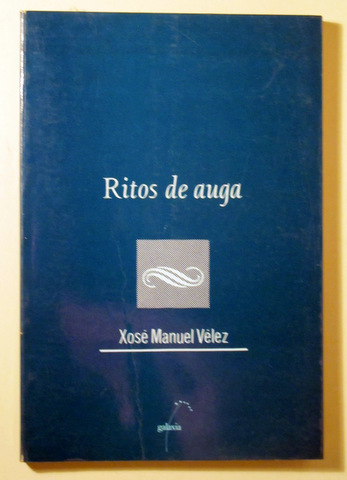 Ritos de auga
Xosé Manuel Vélez
galaxia